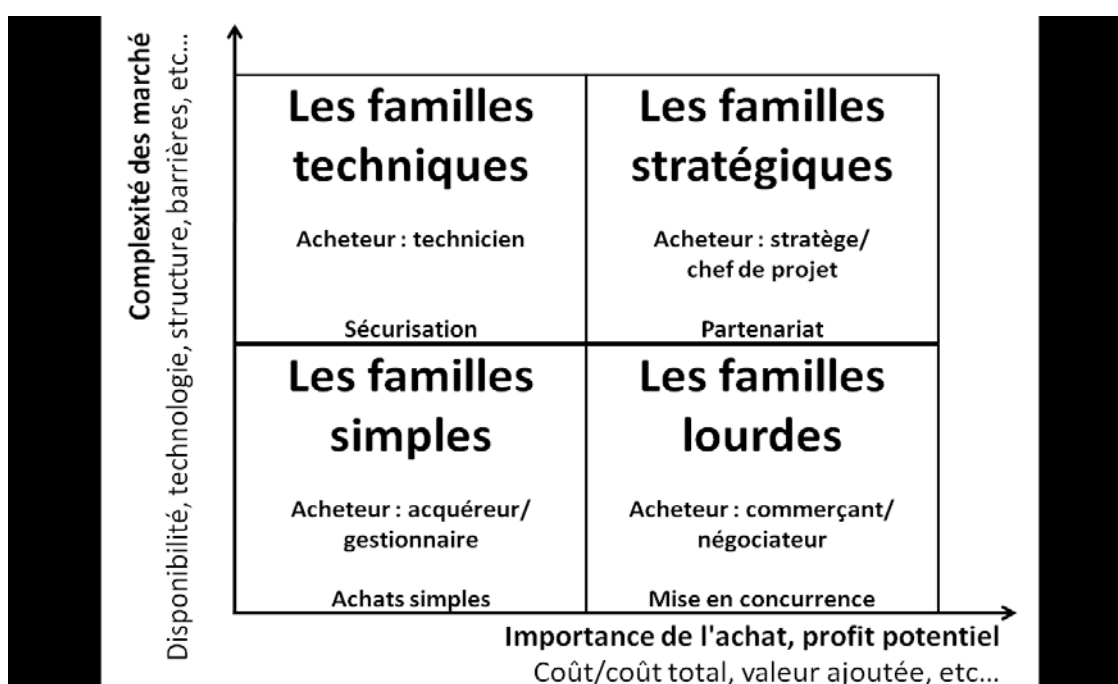 Complexité des marché
Disponibilité, technologie, structure, barrières, etc...
Les familles
techniques
Acheteur : technicien
Sécurisation
Les familles
stratégiques
Acheteur : stratège/
chef de projet
Partenariat
Les familles
simples
Acheteur : acquéreur/
gestionnaire
Achats simples
Les familles
lourdes
Acheteur : commerçant/
négociateur
Mise en concurrence
Importance de l'achat, profit potentiel
Coût/coût total, valeur ajoutée, etc...